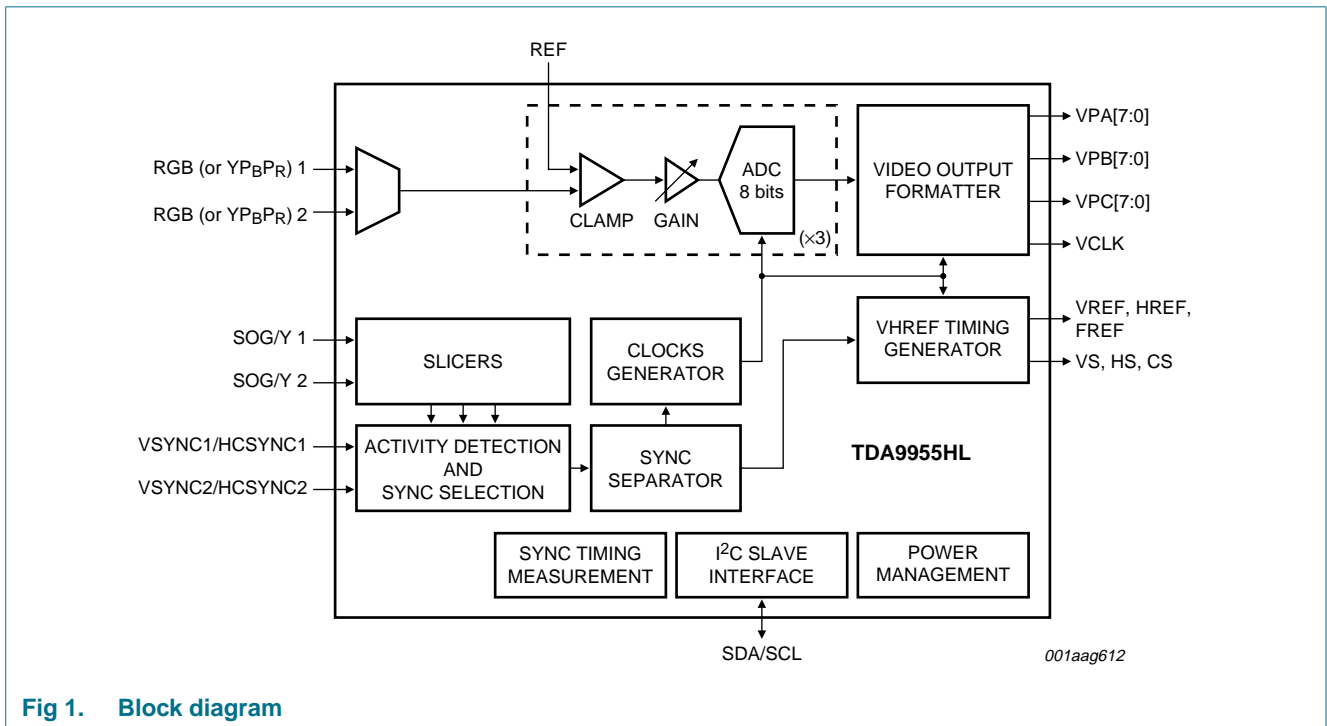 REF
RGB (or YPBPR) 1
RGB (or YPBPR) 2
CLAMP
GAIN
ADC
8 bits
(×3)
VIDEO OUTPUT
FORMATTER
VPA[7:0]
VPB[7:0]
VPC[7:0]
VCLK
SOG/Y 1
SOG/Y 2
SLICERS
CLOCKS
GENERATOR
VHREF TIMING
GENERATOR
VREF, HREF,
FREF
VS, HS, CS
VSYNC1/HCSYNC1
VSYNC2/HCSYNC2
ACTIVITY DETECTION
AND
SYNC SELECTION
SYNC
SEPARATOR
TDA9955HL
SYNC TIMING
MEASUREMENT
I2C SLAVE
INTERFACE
POWER
MANAGEMENT
SDA/SCL
001aag612
Fig 1. Block diagram